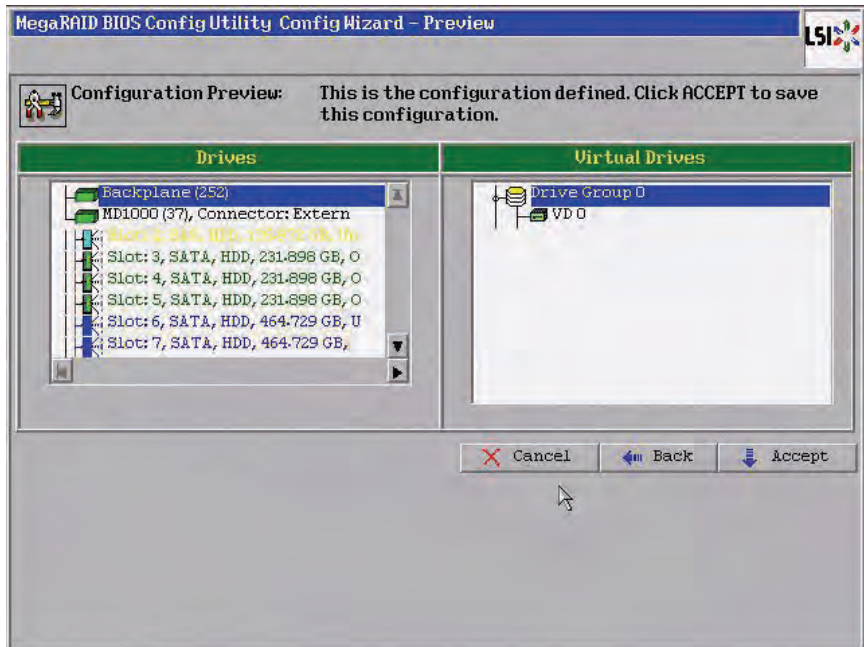 MegaRAID BIOS Config Utility Config Wizard - Preview
LSI
Configuration Preview: This is the configuration defined. Click ACCEPT to save
this configuration.
Drives
Backplane (252)
MD1000 (37), Connector: Extern
Slot: 3, SATA, HDD, 231.898 GB, O
Slot: 4, SATA, HDD, 231.898 GB, O
Slot: 5, SATA, HDD, 231.898 GB, O
Slot: 6, SATA, HDD, 464.729 GB, U
Slot: 7, SATA, HDD, 464.729 GB,
Virtual Drives
Drive Group 0
VD 0
Cancel
Back
Accept